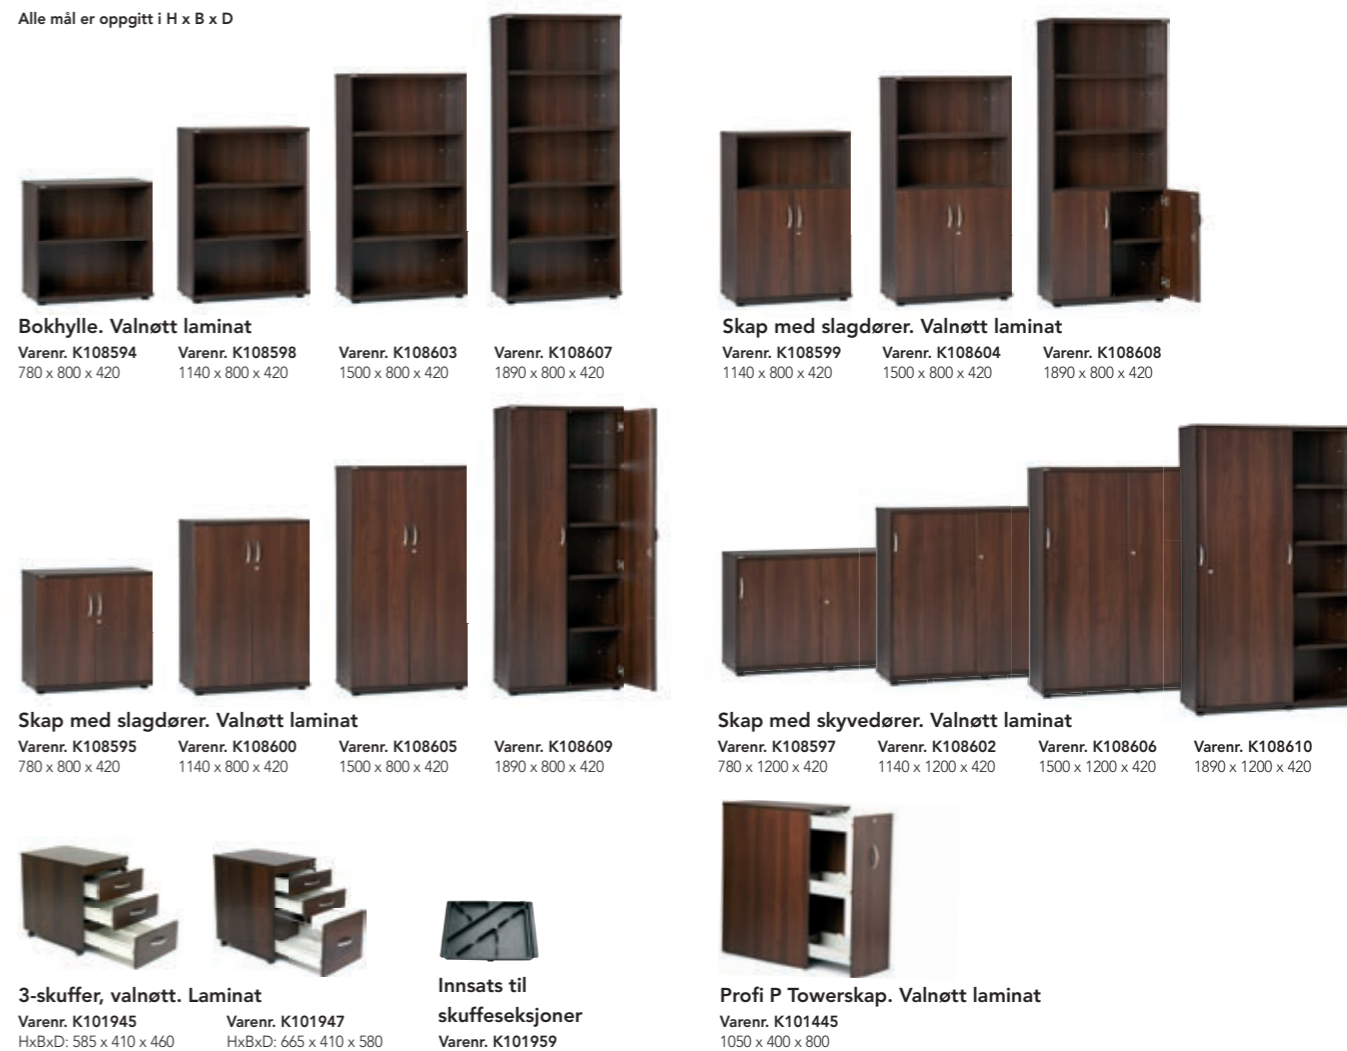 Alle mål er oppgitt i H x B x D
Bokhylle. Valnøtt laminat
Varenr. K108594
780 x 800 x 420
Varenr. K108598
1140 x 800 x 420
Varenr. K108603
1500 x 800 x 420
Varenr. K108607
1890 x 800 x 420
Skap med slagdører. Valnøtt laminat
Varenr. K108599
1140 x 800 x 420
Varenr. K108604
1500 x 800 x 420
Varenr. K108608
1890 x 800 x 420
Skap med slagdører. Valnøtt laminat
Varenr. K108595
780 x 800 x 420
Varenr. K108600
1140 x 800 x 420
Varenr. K108605
1500 x 800 x 420
Varenr. K108609
1890 x 800 x 420
Skap med skyvedører. Valnøtt laminat
Varenr. K108597
780 x 1200 x 420
Varenr. K108602
1140 x 1200 x 420
Varenr. K108606
1500 x 1200 x 420
Varenr. K108610
1890 x 1200 x 420
3-skuffer, valnøtt. Laminat
Varenr. K101945
HxBxD: 585 x 410 x 460
Varenr. K101947
HxBxD: 665 x 410 x 580
Innsats til
skuffeseksjoner
Varenr. K101959
Profi P Towerskap. Valnøtt laminat
Varenr. K101445
1050 x 400 x 800